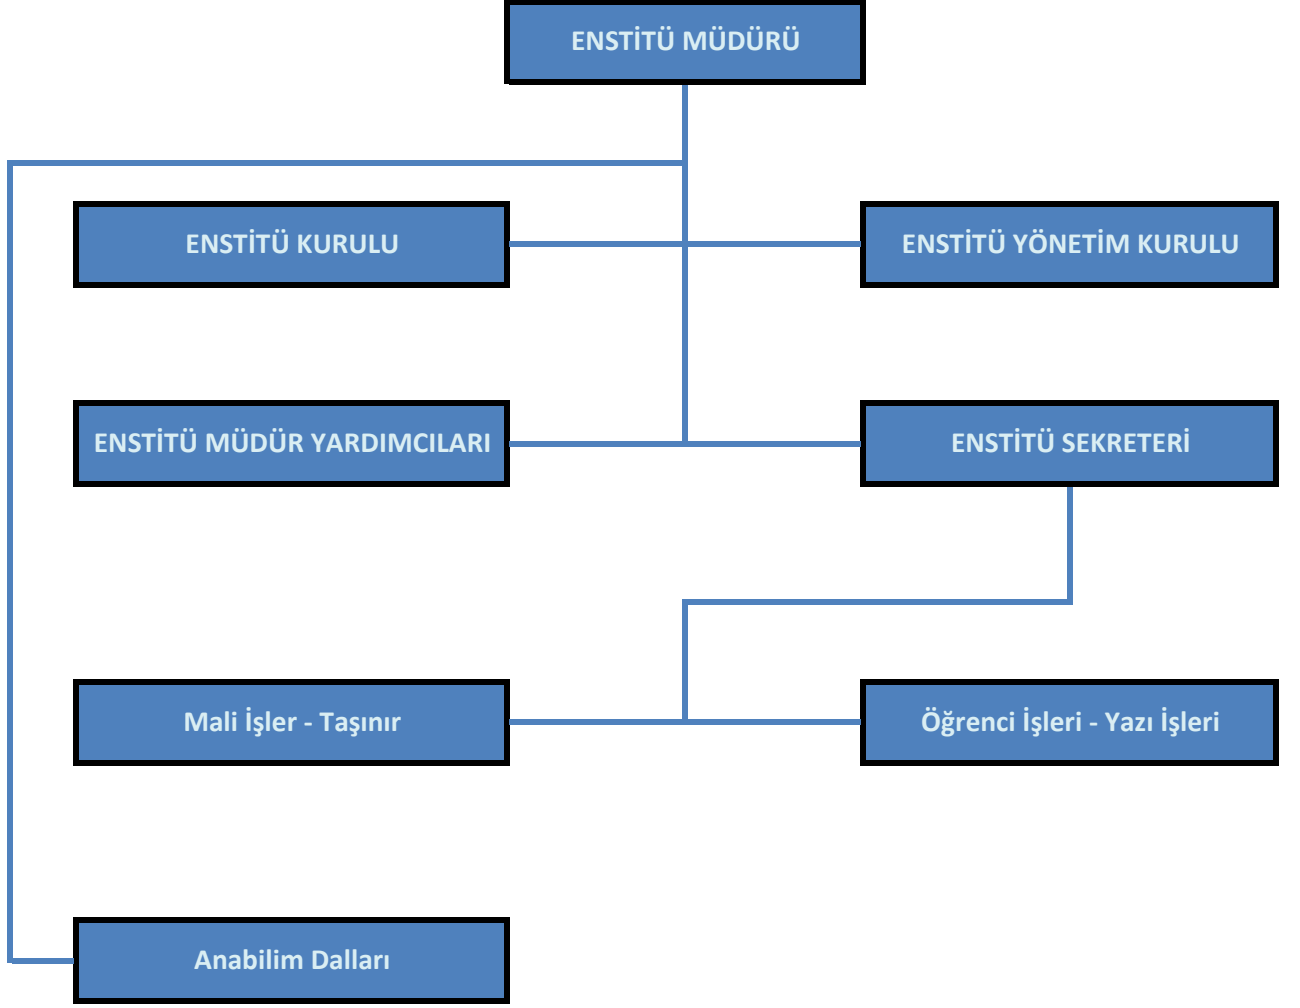 ENSTİTÜ MÜDÜRÜ
ENSTİTÜ KURULU
ENSTİTÜ YÖNETİM KURULU
ENSTİTÜ MÜDÜR YARDIMCILARI
ENSTİTÜ SEKRETERİ
Mali İşler - Taşınır
Öğrenci İşleri - Yazı İşleri
Anabilim Dalları